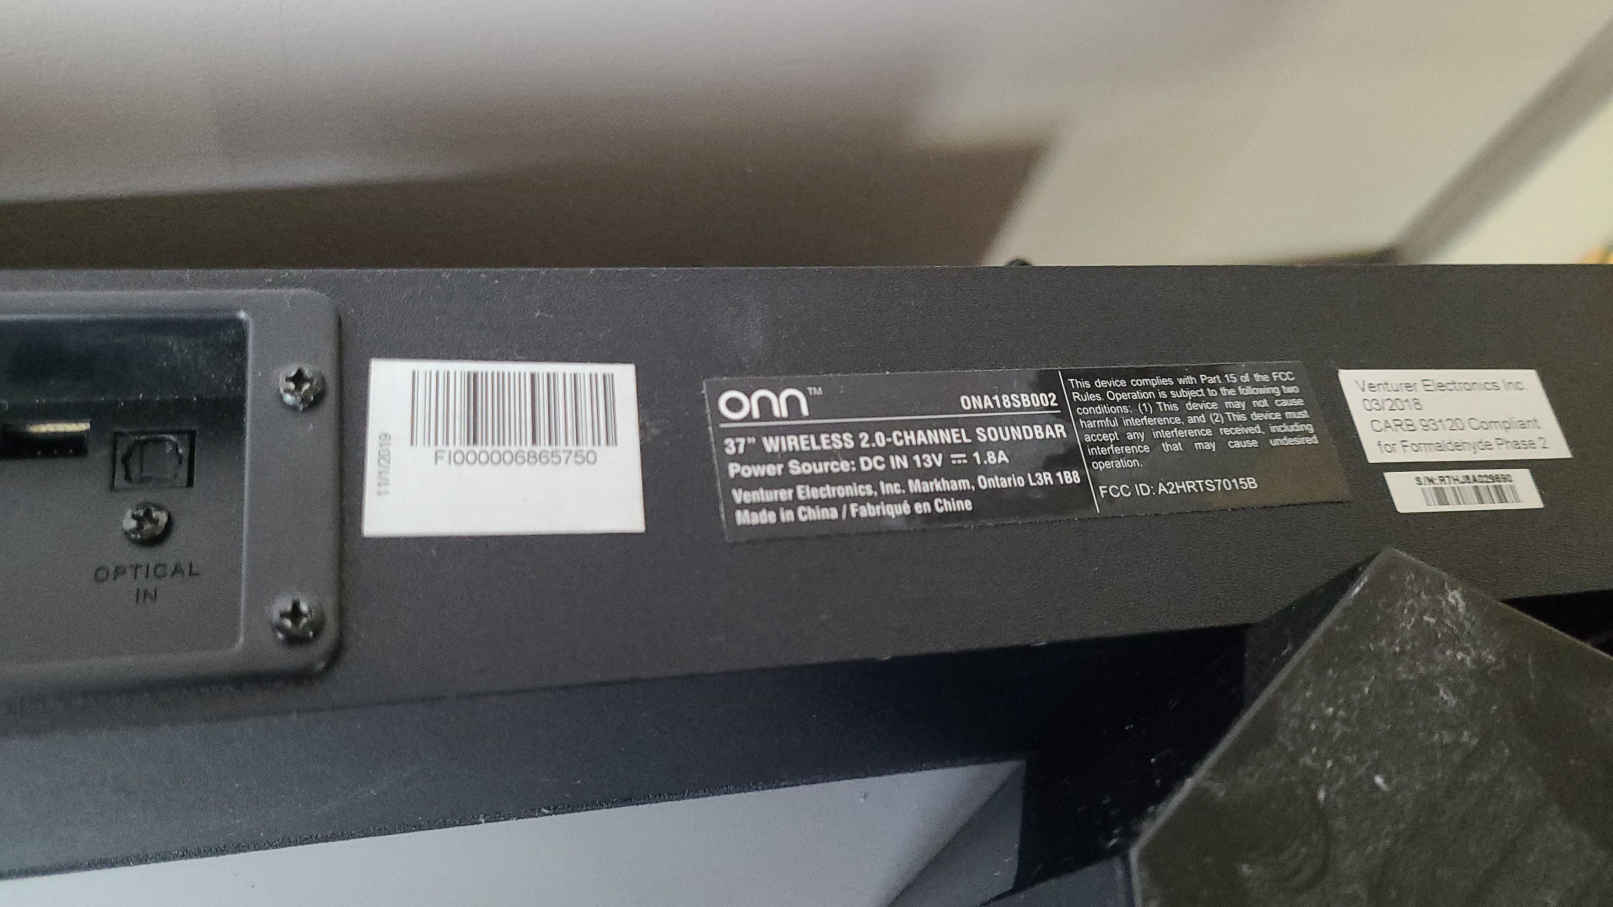 OPTICAL
IN
11/1/2019
FI000006865750
onn™
ONA18SB002
37" WIRELESS 2.0-CHANNEL SOUNDBAR
Power Source: DC IN 13V ⎓ 1.8A
Venturer Electronics, Inc. Markham, Ontario L3R 1B8
Made in China / Fabriqué en Chine
This device complies with Part 15 of the FCC
Rules. Operation is subject to the following two
conditions: (1) This device may not cause
harmful interference, and (2) This device must
accept any interference received, including
interference that may cause undesired
operation.
FCC ID: A2HRTS7015B
Venturer Electronics Inc.
03/2018
CARB 93120 Compliant
for Formaldehyde Phase 2
S/N: